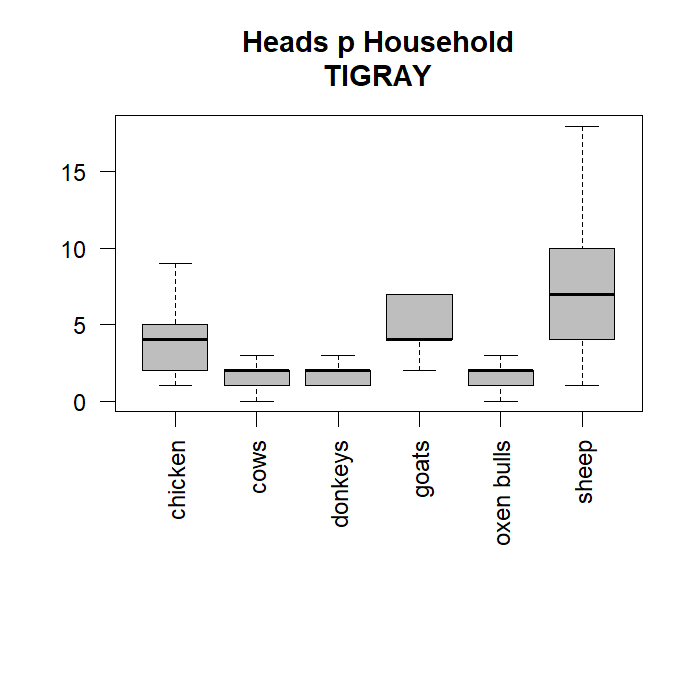 Heads p Household
TIGRAY
15
10
5
0
chicken
cows
donkeys
goats
oxen bulls
sheep